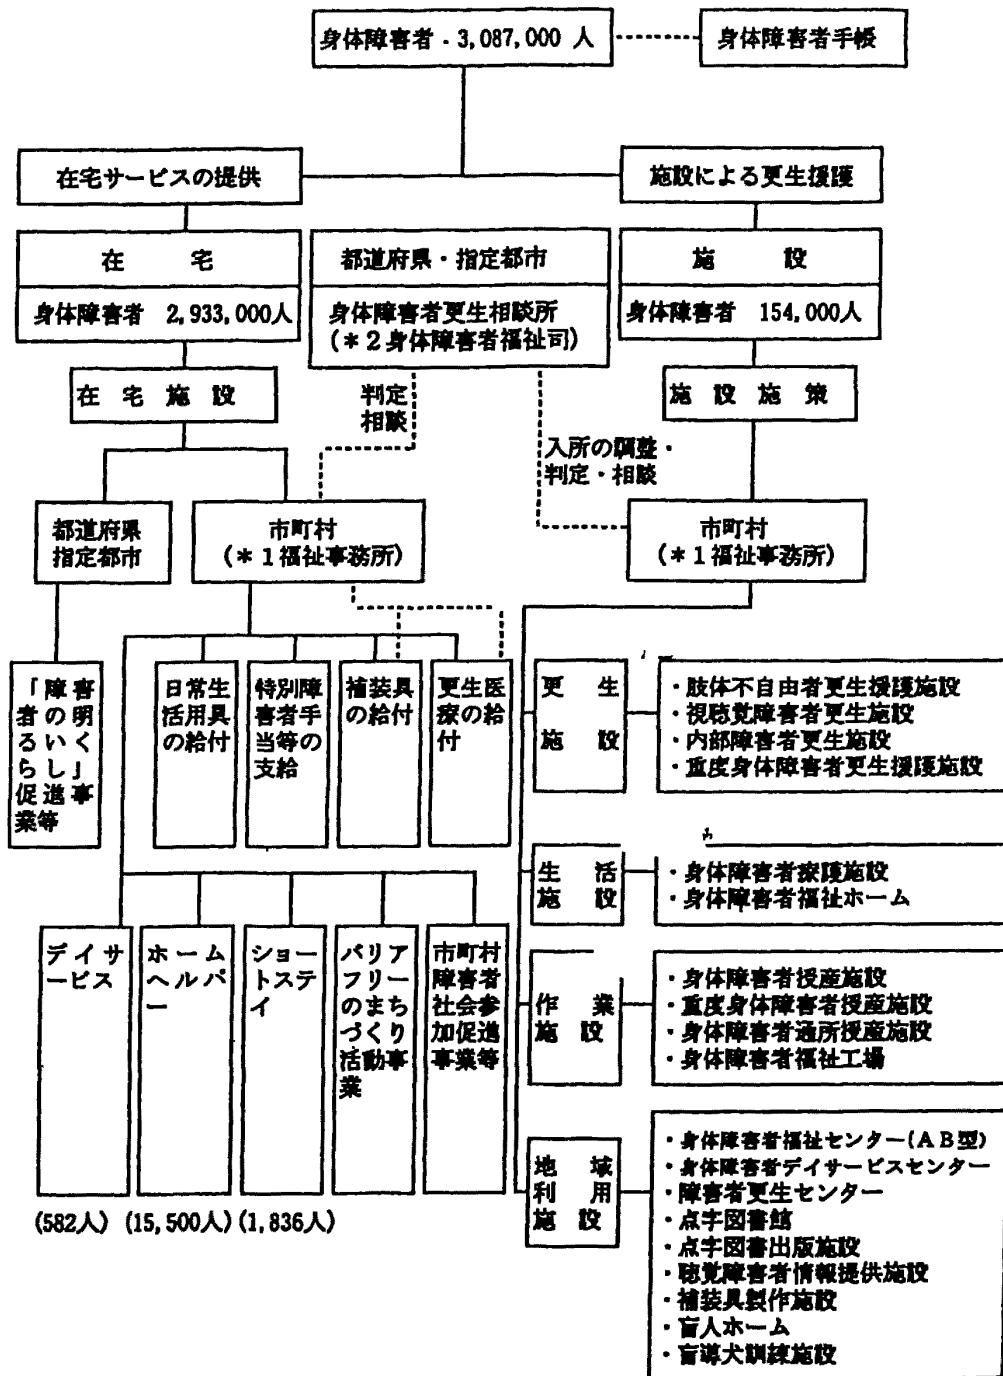 身体障害者 - 3,087,000 人
身体障害者手帳
在宅サービスの提供
施設による更生援護
在 宅
身体障害者 2,933,000人
都道府県・指定都市
身体障害者更生相談所
(*2身体障害者福祉司)
施 設
身体障害者 154,000人
在 宅 施 設
判定
相談
入所の調整・
判定・相談
施 設 施 策
都道府県
指定都市
市町村
(*1福祉事務所)
市町村
(*1福祉事務所)
「障害
者の明
るいく
らし」
促進事
業等
日常生
活用具
の給付
特別障
害者手
当等の
支給
補装具
の給付
更生医
療の給
付
更 生
施 設
・肢体不自由者更生援護施設
・視聴覚障害者更生施設
・内部障害者更生施設
・重度身体障害者更生援護施設
生 活
施 設
・身体障害者療護施設
・身体障害者福祉ホーム
デイサ
ービス
ホーム
ヘルパ
ー
ショー
トステ
イ
バリア
フリー
のまち
づくり
活動事
業
市町村
障害者
社会参
加促進
事業等
作 業
施 設
・身体障害者授産施設
・重度身体障害者授産施設
・身体障害者通所授産施設
・身体障害者福祉工場
地 域
利 用
施 設
・身体障害者福祉センター(AB型)
・身体障害者デイサービスセンター
・障害者更生センター
・点字図書館
・点字図書出版施設
・聴覚障害者情報提供施設
・補装具製作施設
・盲人ホーム
・盲導犬訓練施設
(582人) (15,500人) (1,836人)